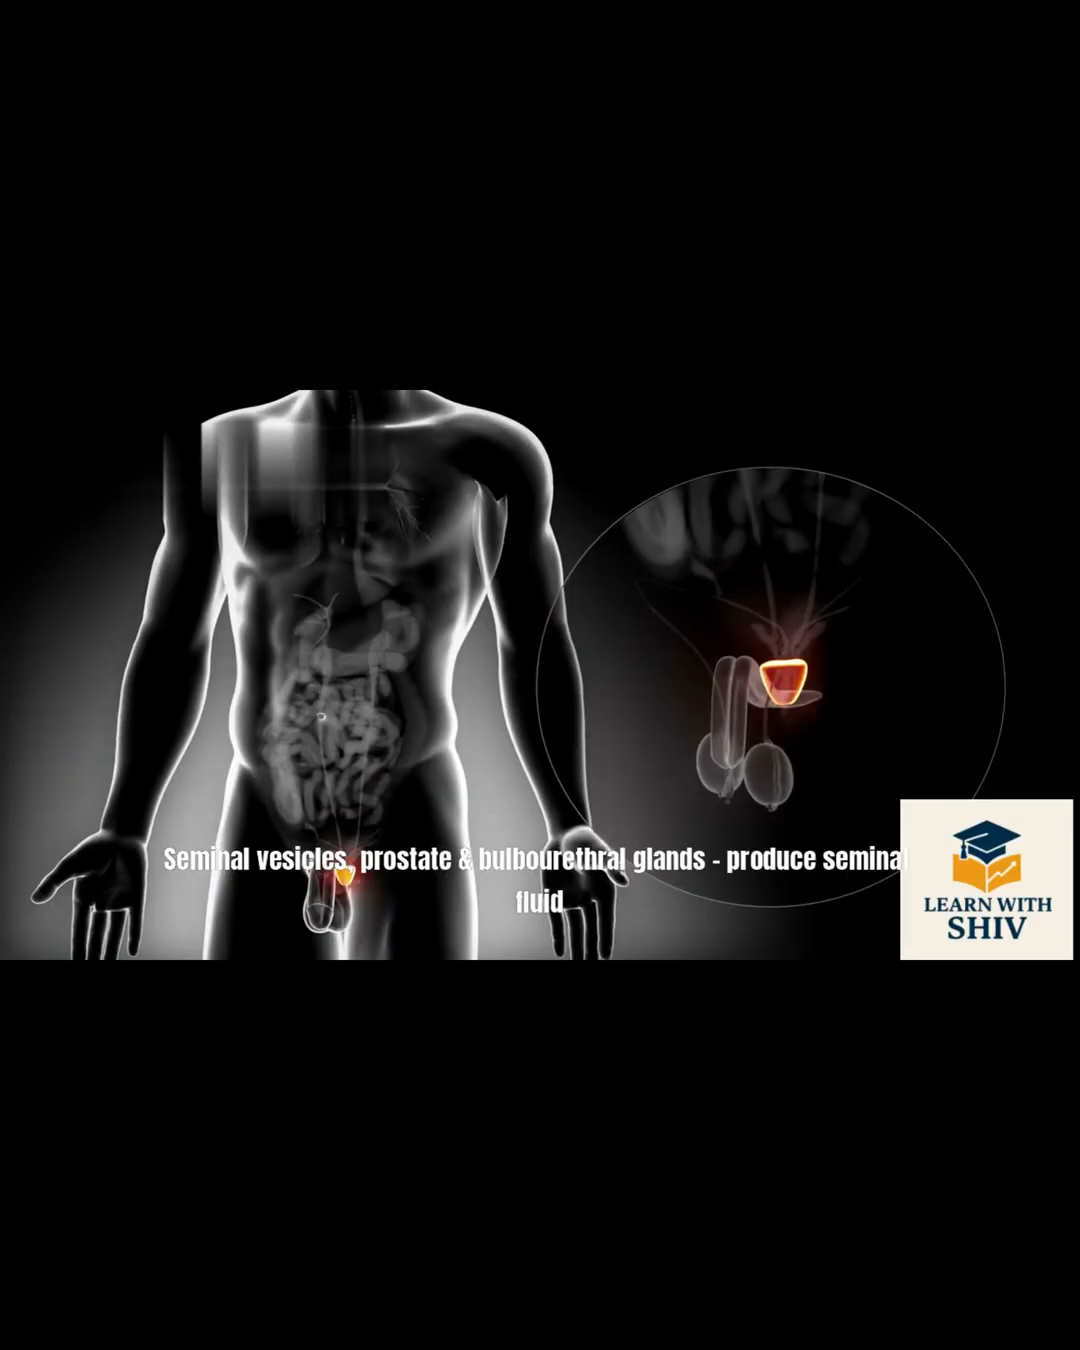 Seminal vesicles, prostate & bulbourethral glands - produce seminal
fluid
LEARN WITH
SHIV